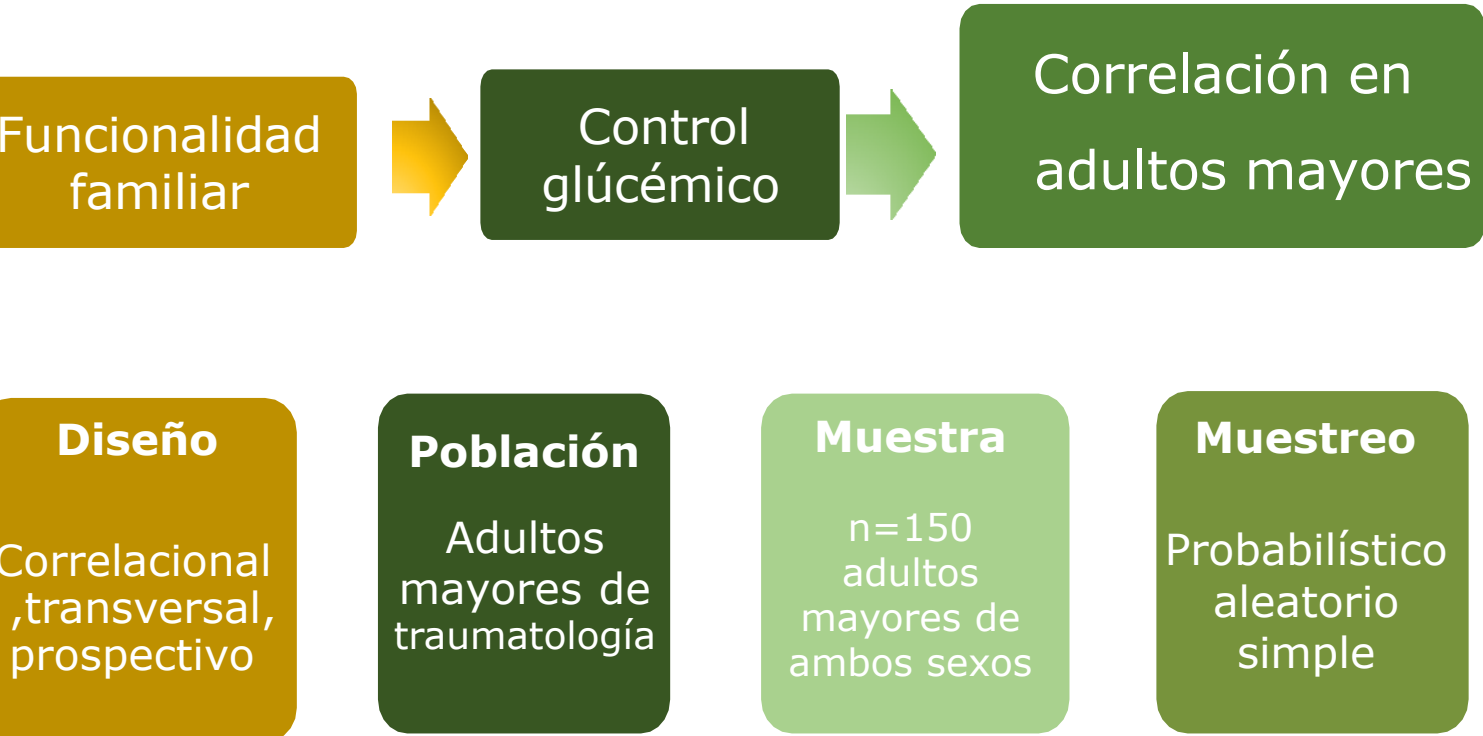 Funcionalidad
familiar
Control
glúcémico
Correlación en
adultos mayores
Diseño
Correlacional
,transversal,
prospectivo
Población
Adultos
mayores de
traumatología
Muestra
n=150
adultos
mayores de
ambos sexos
Muestreo
Probabilístico
aleatorio
simple